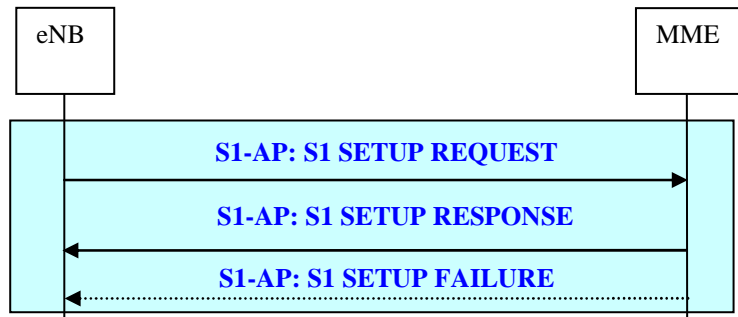 eNB
MME
S1-AP: S1 SETUP REQUEST
S1-AP: S1 SETUP RESPONSE
S1-AP: S1 SETUP FAILURE